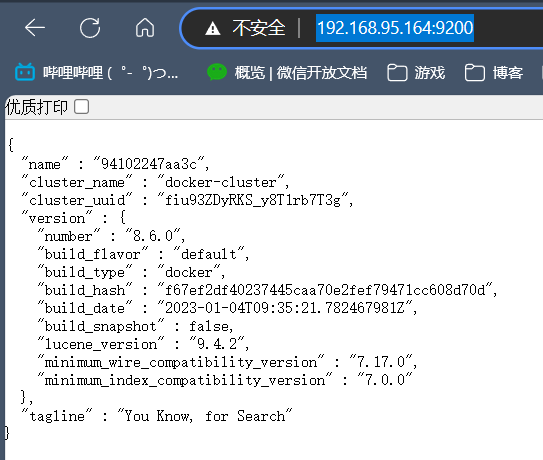 不安全 | 192.168.95.164:9200
哔哩哔哩 (゜-゜)つ... 概览 | 微信开放文档 游戏 博客
优质打印
{
"name" : "94102247aa3c",
"cluster_name" : "docker-cluster",
"cluster_uuid" : "fiu93ZDyRKS_y8T1rb7T3g",
"version" : {
"number" : "8.6.0",
"build_flavor" : "default",
"build_type" : "docker",
"build_hash" : "f67ef2df40237445caa70e2fef79471cc608d70d",
"build_date" : "2023-01-04T09:35:21.782467981Z",
"build_snapshot" : false,
"lucene_version" : "9.4.2",
"minimum_wire_compatibility_version" : "7.17.0",
"minimum_index_compatibility_version" : "7.0.0"
},
"tagline" : "You Know, for Search"
}